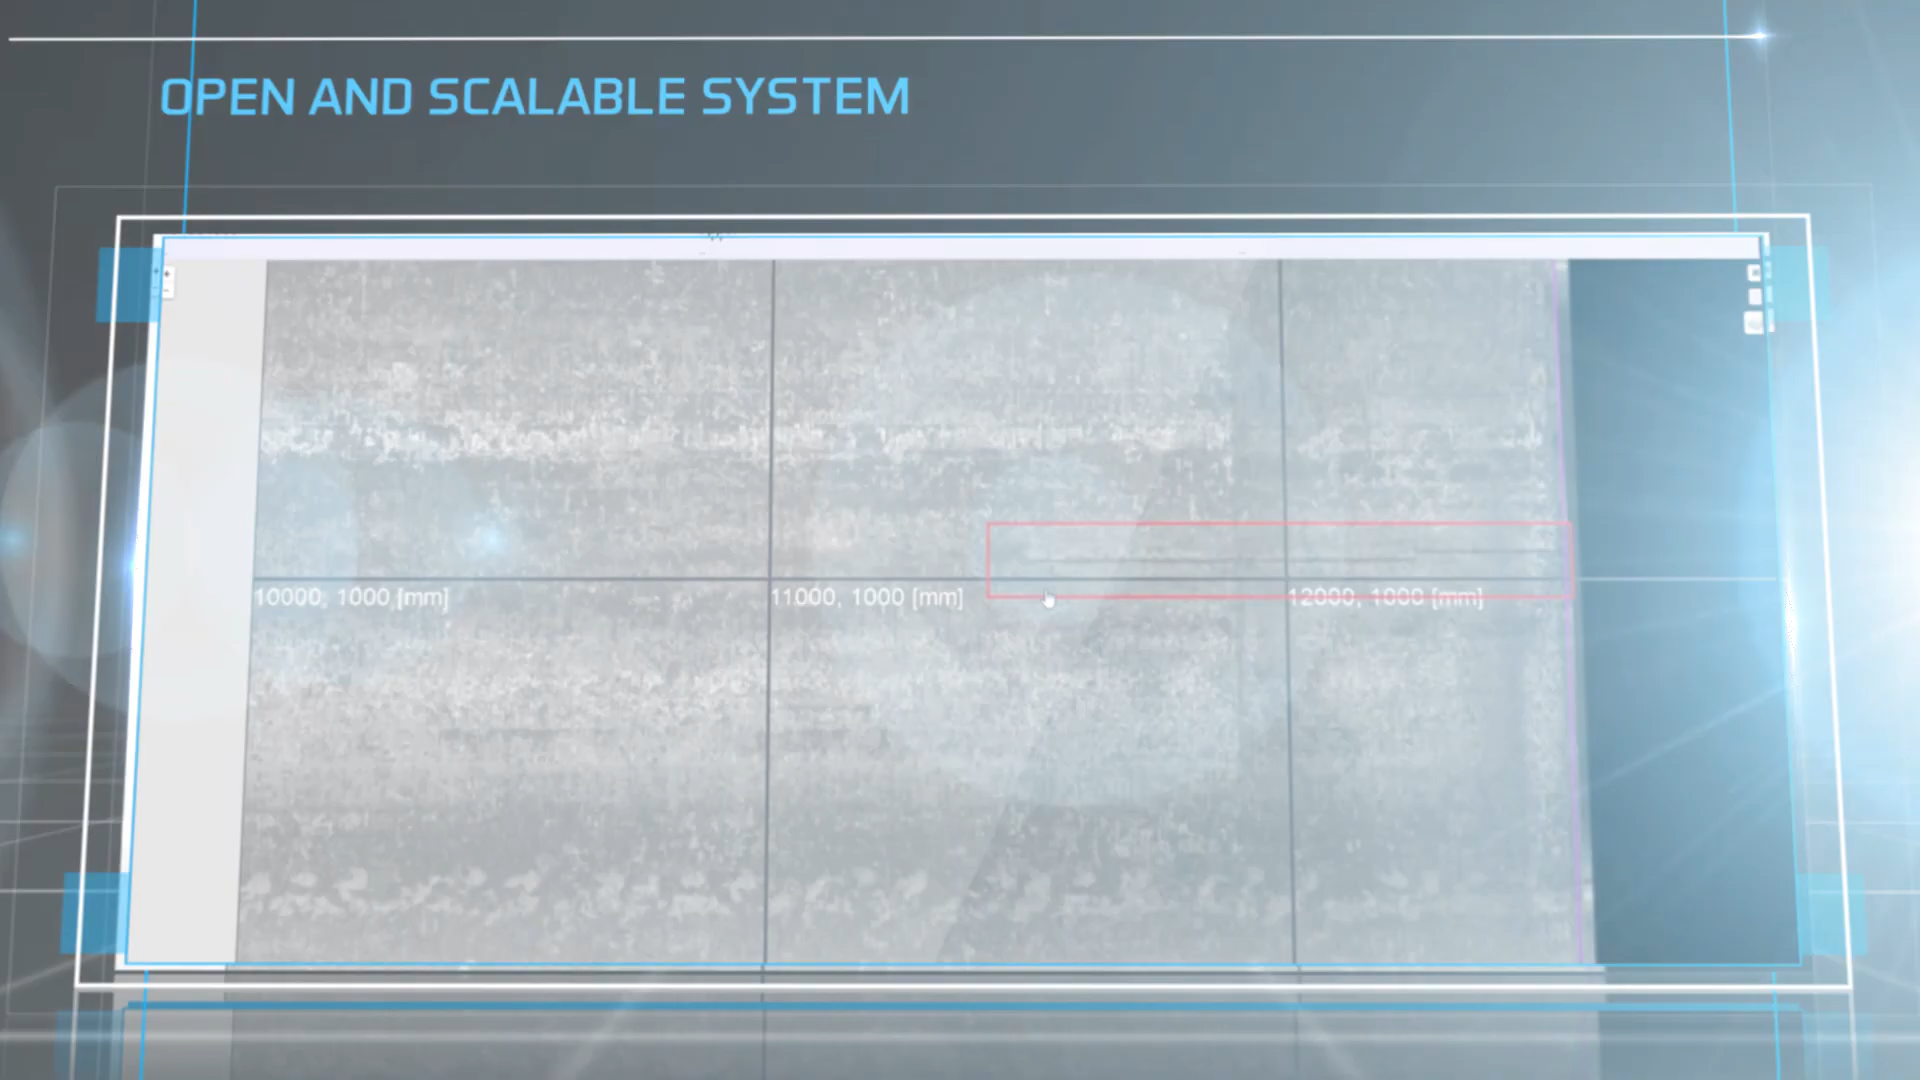 OPEN AND SCALABLE SYSTEM
10000, 1000 [mm]
11000, 1000 [mm]
12000, 1000 [mm]